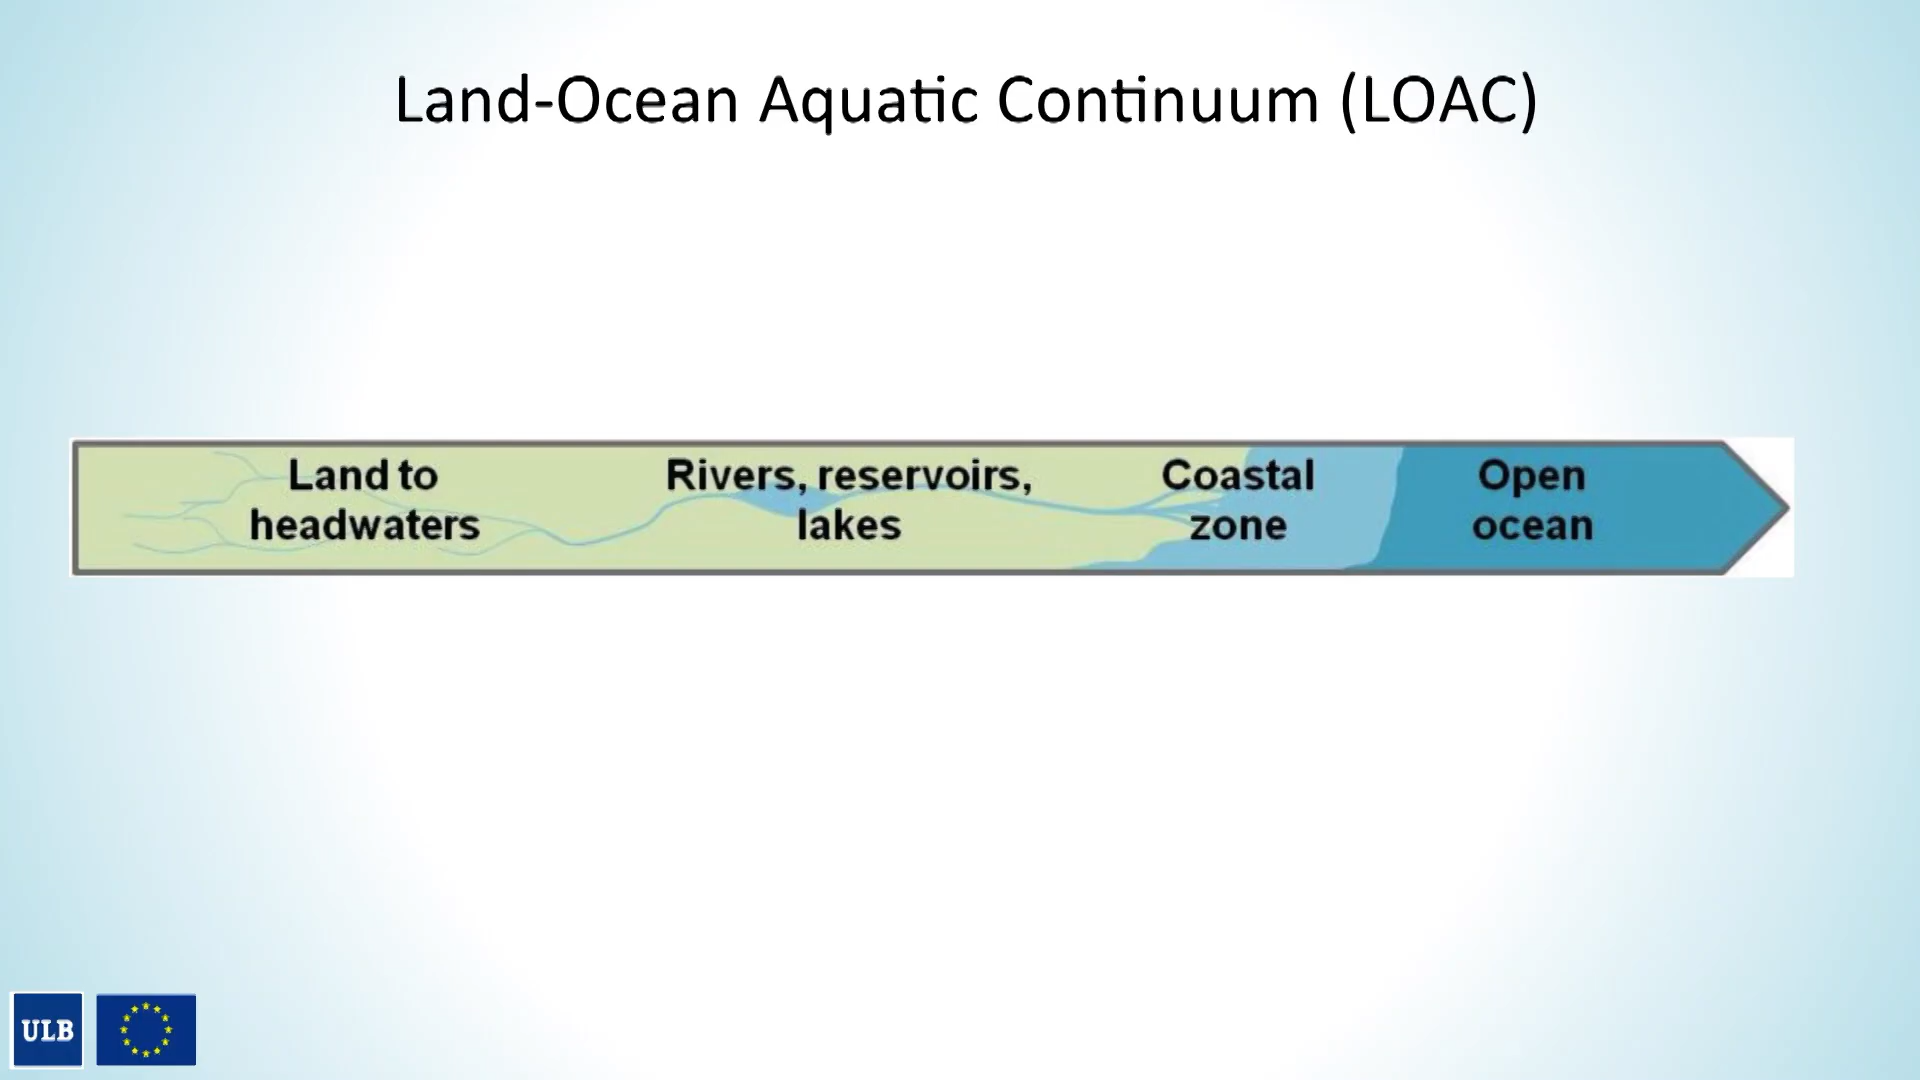 Land-Ocean Aquatic Continuum (LOAC)
Land to
headwaters
Rivers, reservoirs,
lakes
Coastal
zone
Open
ocean
ULB